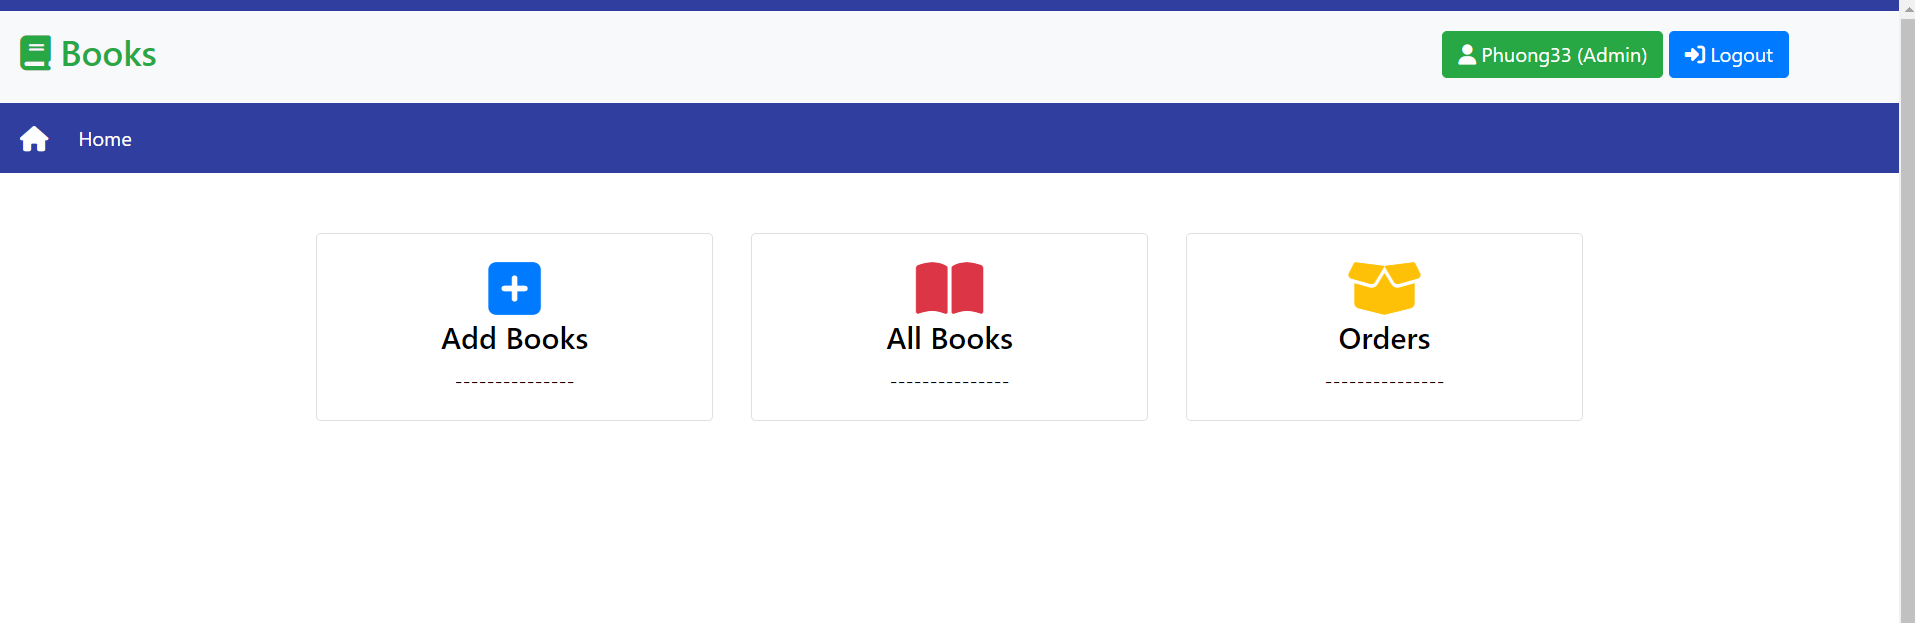 Books
Phuong33 (Admin)
Logout
Home
Add Books
All Books
Orders
---------------
---------------
---------------